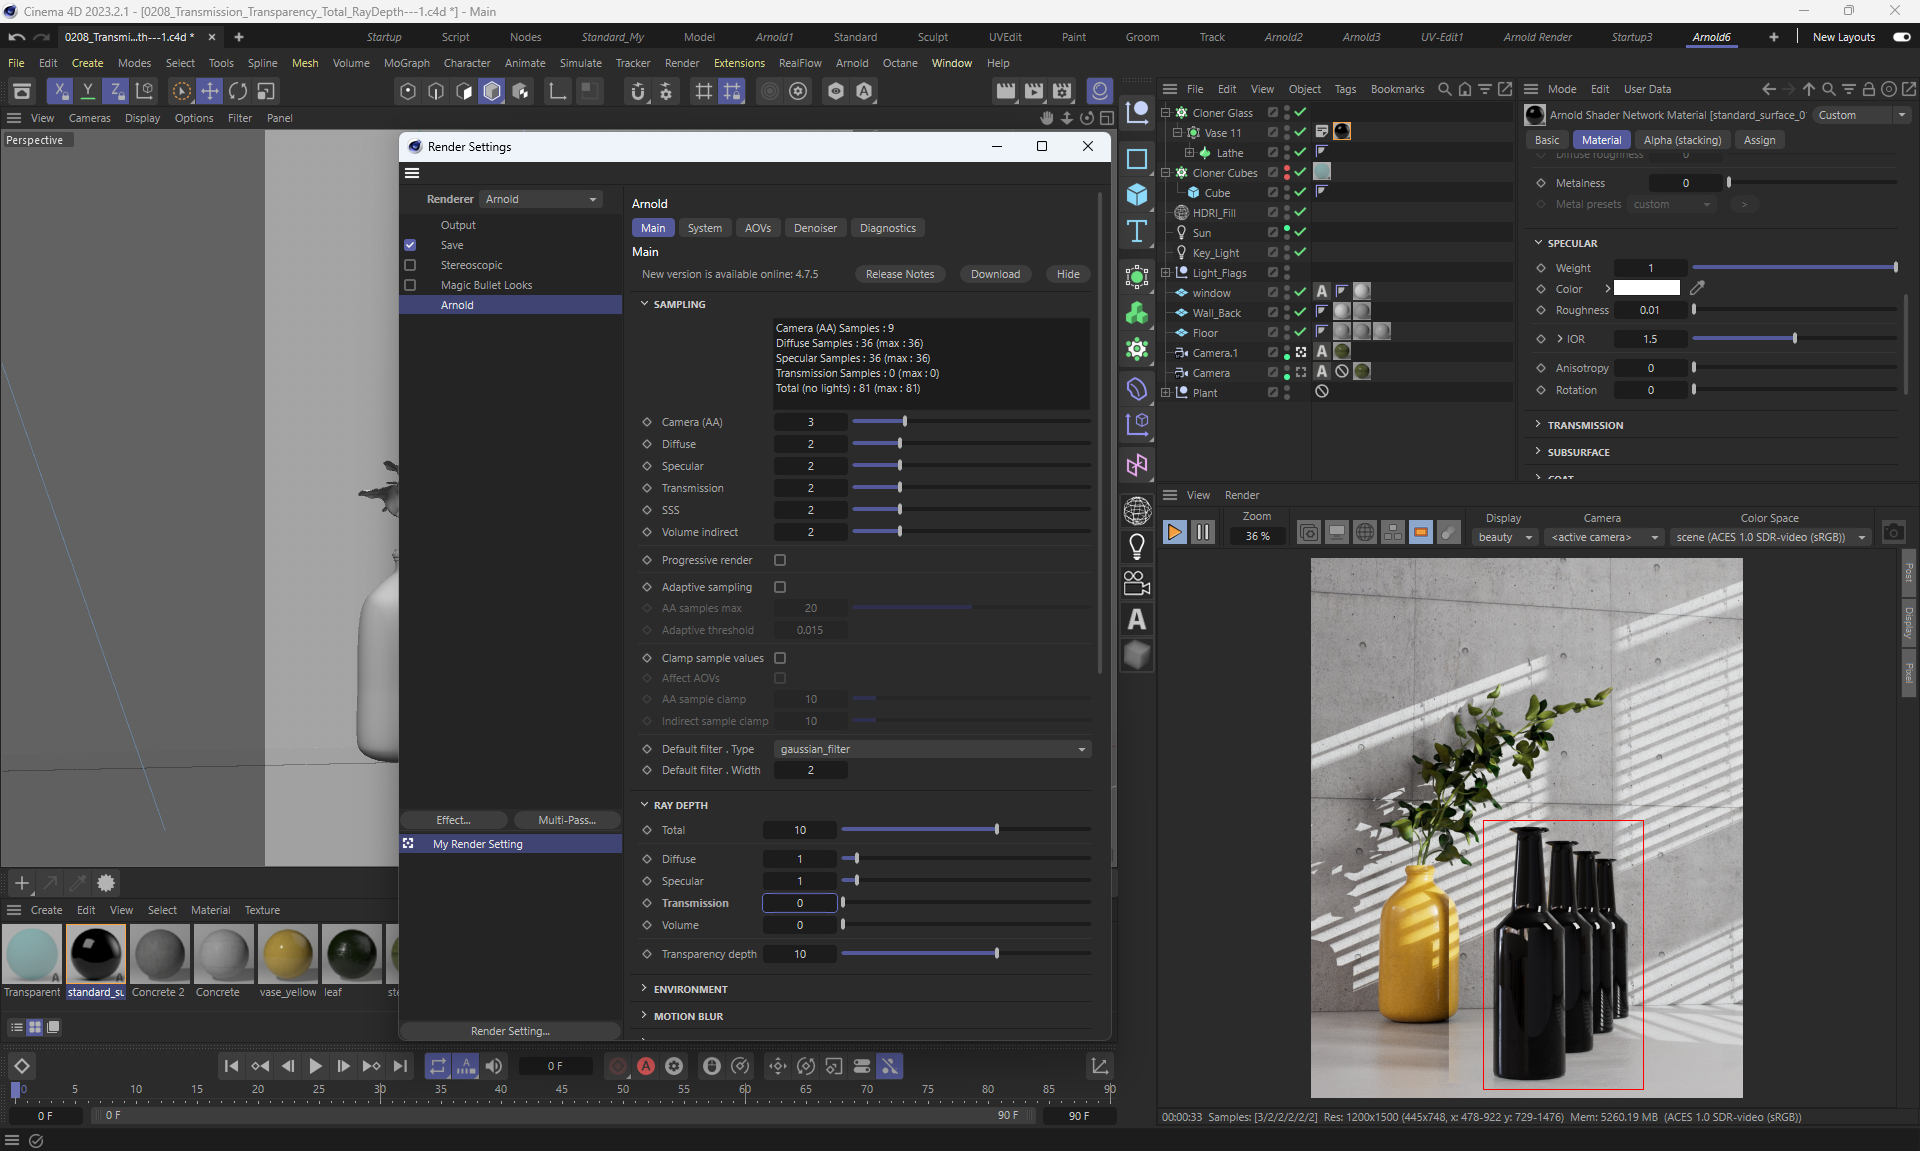 Cinema 4D 2023.2.1 - [0208_Transmission_Transparency_Total_RayDepth---1.c4d *] - Main
0208_Transmi...th---1.c4d *
Startup
Script
Nodes
Standard_My
Model
Arnold1
Standard
Sculpt
UVEdit
Paint
Groom
Track
Arnold2
Arnold3
UV-Edit1
Arnold Render
Startup3
Arnold6
New Layouts
File Edit Create Modes Select Tools Spline Mesh Volume MoGraph Character Animate Simulate Tracker Render Extensions RealFlow Arnold Octane Window Help
View Cameras Display Options Filter Panel
Perspective
Render Settings
Renderer Arnold
Output
Save
Stereoscopic
Magic Bullet Looks
Arnold
Effect...
Multi-Pass...
My Render Setting
Render Setting...
Arnold
Main
System
AOVs
Denoiser
Diagnostics
Main
New version is available online: 4.7.5
Release Notes
Download
Hide
SAMPLING
Camera (AA) Samples : 9
Diffuse Samples : 36 (max : 36)
Specular Samples : 36 (max : 36)
Transmission Samples : 0 (max : 0)
Total (no lights) : 81 (max : 81)
Camera (AA) 3
Diffuse 2
Specular 2
Transmission 2
SSS 2
Volume indirect 2
Progressive render
Adaptive sampling
AA samples max 20
Adaptive threshold 0.015
Clamp sample values
Affect AOVs
AA sample clamp 10
Indirect sample clamp 10
Default filter . Type gaussian_filter
Default filter . Width 2
RAY DEPTH
Total 10
Diffuse 1
Specular 1
Transmission 0
Volume 0
Transparency depth 10
ENVIRONMENT
MOTION BLUR
File Edit View Object Tags Bookmarks
Cloner Glass
Vase 11
Lathe
Cloner Cubes
Cube
HDRI_Fill
Sun
Key_Light
Light_Flags
window
Wall_Back
Floor
Camera.1
Camera
Plant
Mode Edit User Data
Arnold Shader Network Material [standard_surface_0
Custom
Basic
Material
Alpha (stacking)
Assign
Diffuse roughness 0
Metalness 0
Metal presets custom >
SPECULAR
Weight 1
Color
Roughness 0.01
IOR 1.5
Anisotropy 0
Rotation 0
TRANSMISSION
SUBSURFACE
COAT
View Render
Zoom
36 %
Display
beauty
Camera
<active camera>
Color Space
scene (ACES 1.0 SDR-video (sRGB))
Post
Display
Pixel
00:00:33 Samples: [3/2/2/2/2/2] Res: 1200x1500 (445x748, x: 478-922 y: 729-1476) Mem: 5260.19 MB (ACES 1.0 SDR-video (sRGB))
Create Edit View Select Material Texture
Transparent
standard_su
Concrete 2
Concrete
vase_yellow
leaf
ste
0 F
0 5 10 15 20 25 30 35 40 45 50 55 60 65 70 75 80 85 90
0 F
0 F
90 F
90 F